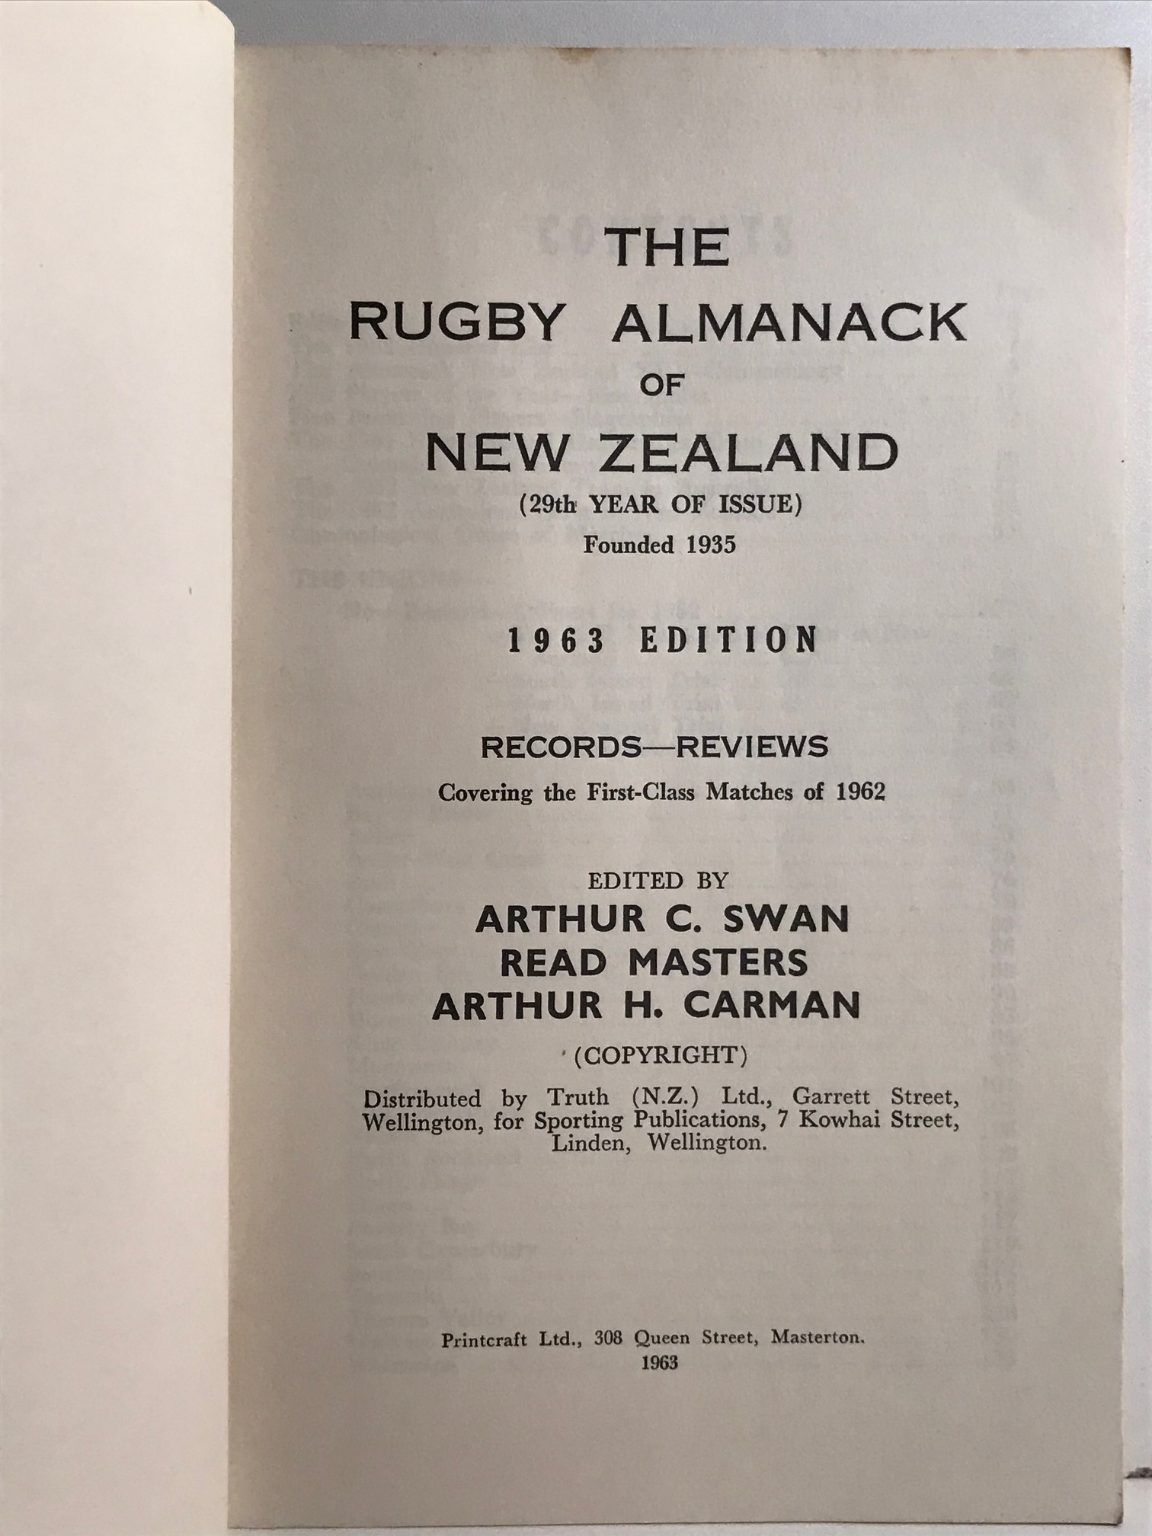 THE
RUGBY ALMANACK
OF
NEW ZEALAND
(29th YEAR OF ISSUE)
Founded 1935
1963 EDITION
RECORDS—REVIEWS
Covering the First-Class Matches of 1962
EDITED BY
ARTHUR C. SWAN
READ MASTERS
ARTHUR H. CARMAN
(COPYRIGHT)
Distributed by Truth (N.Z.) Ltd., Garrett Street,
Wellington, for Sporting Publications, 7 Kowhai Street,
Linden, Wellington.
Printcraft Ltd., 308 Queen Street, Masterton.
1963